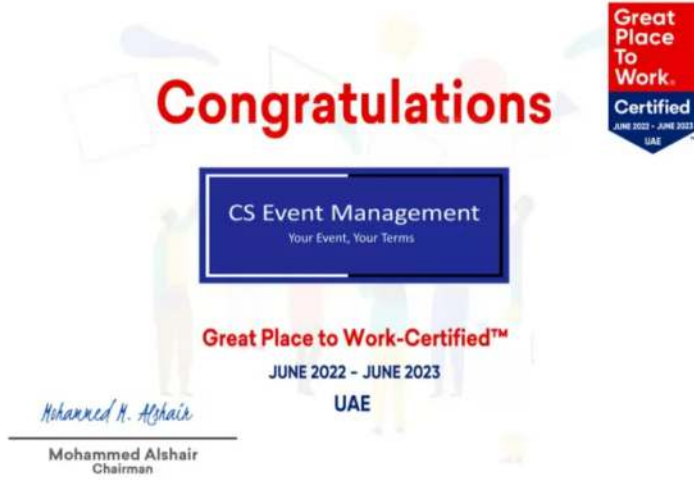 Great
Place
To
Work.
Certified
JUNE 2022 - JUNE 2023
UAE
Congratulations
CS Event Management
Your Event, Your Terms
Great Place to Work-Certified™
JUNE 2022 - JUNE 2023
UAE
Mohammed M. Alshair
Mohammed Alshair
Chairman